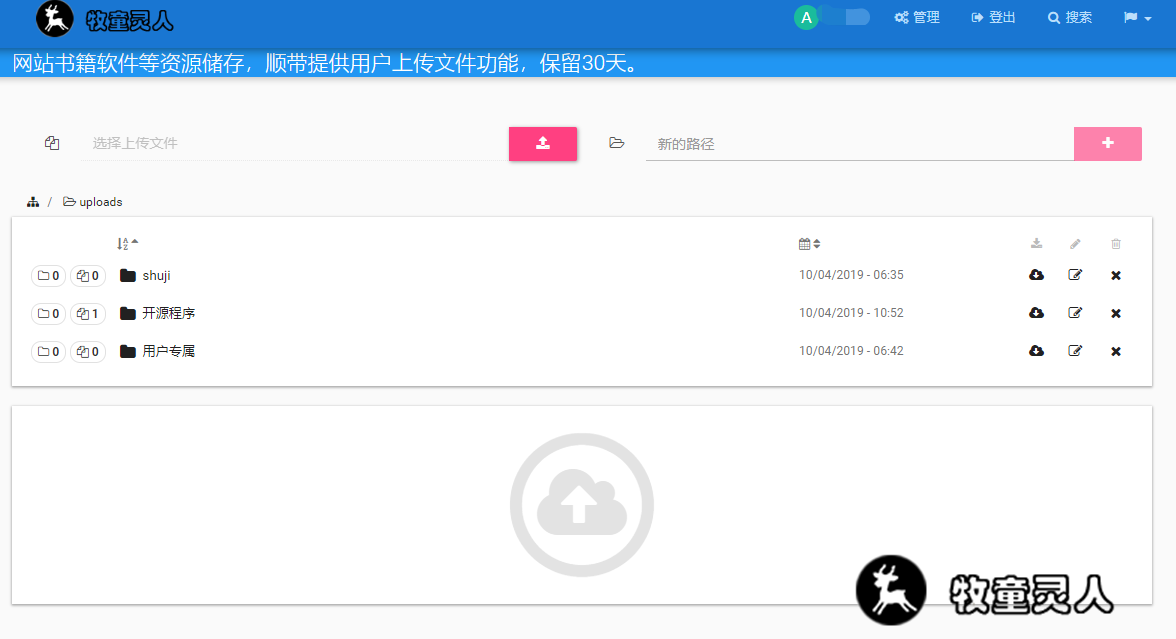 牧童灵人
A
管理
登出
搜索
网站书籍软件等资源储存，顺带提供用户上传文件功能，保留30天。
选择上传文件
新的路径
/ uploads
0 0 shuji 10/04/2019 - 06:35
0 1 开源程序 10/04/2019 - 10:52
0 0 用户专属 10/04/2019 - 06:42
牧童灵人